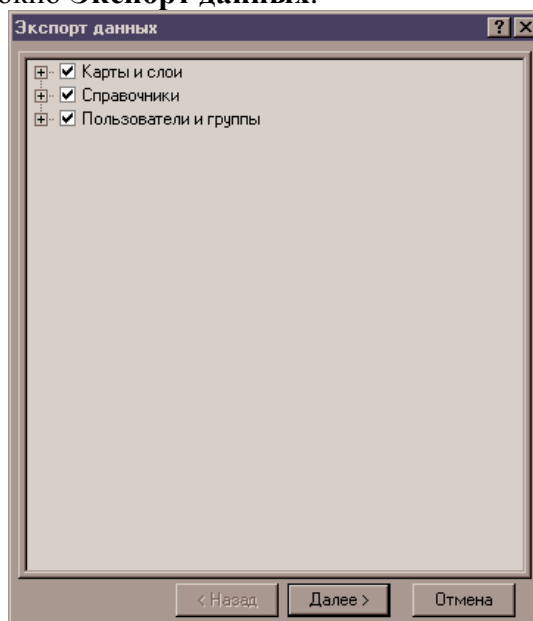 окно Экспорт данных.
Экспорт данных
Карты и слои
Справочники
Пользователи и группы
< Назад
Далее >
Отмена